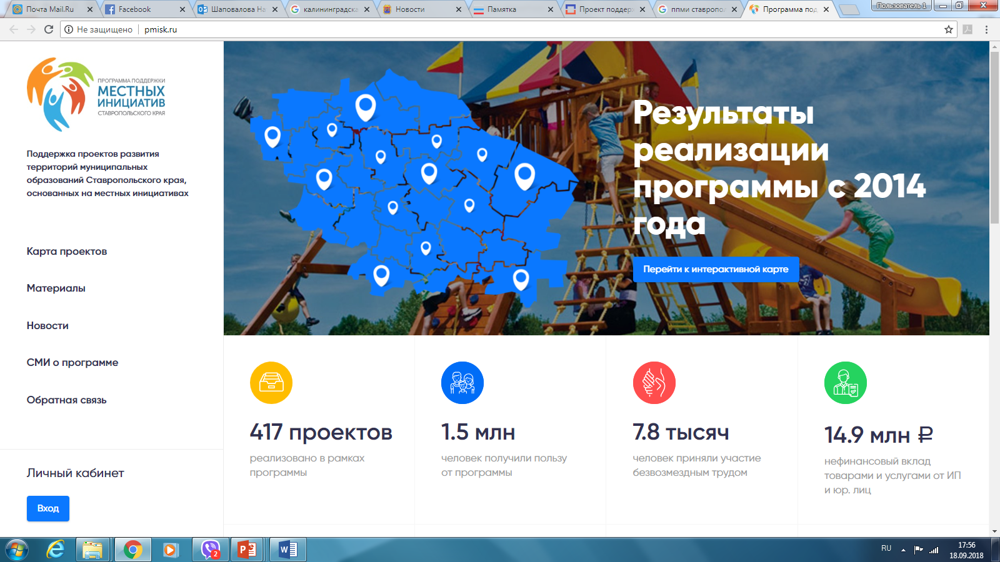 Почта Mail.Ru
Facebook
Шаповалова На
калининградска
Новости
Памятка
Проект поддерж
ппми ставропол
Программа под
Пользователь 1
Не защищено
pmisk.ru
ПРОГРАММА ПОДДЕРЖКИ
МЕСТНЫХ
ИНИЦИАТИВ
СТАВРОПОЛЬСКОГО КРАЯ
Поддержка проектов развития
территорий муниципальных
образований Ставропольского края,
основанных на местных инициативах
Карта проектов
Материалы
Новости
СМИ о программе
Обратная связь
Личный кабинет
Вход
Результаты
реализации
программы с 2014
года
Перейти к интерактивной карте
417 проектов
реализовано в рамках
программы
1.5 млн
человек получили пользу
от программы
7.8 тысяч
человек приняли участие
безвозмездным трудом
14.9 млн ₽
нефинансовый вклад
товарами и услугами от ИП
и юр. лиц
2
RU
17:56
18.09.2018